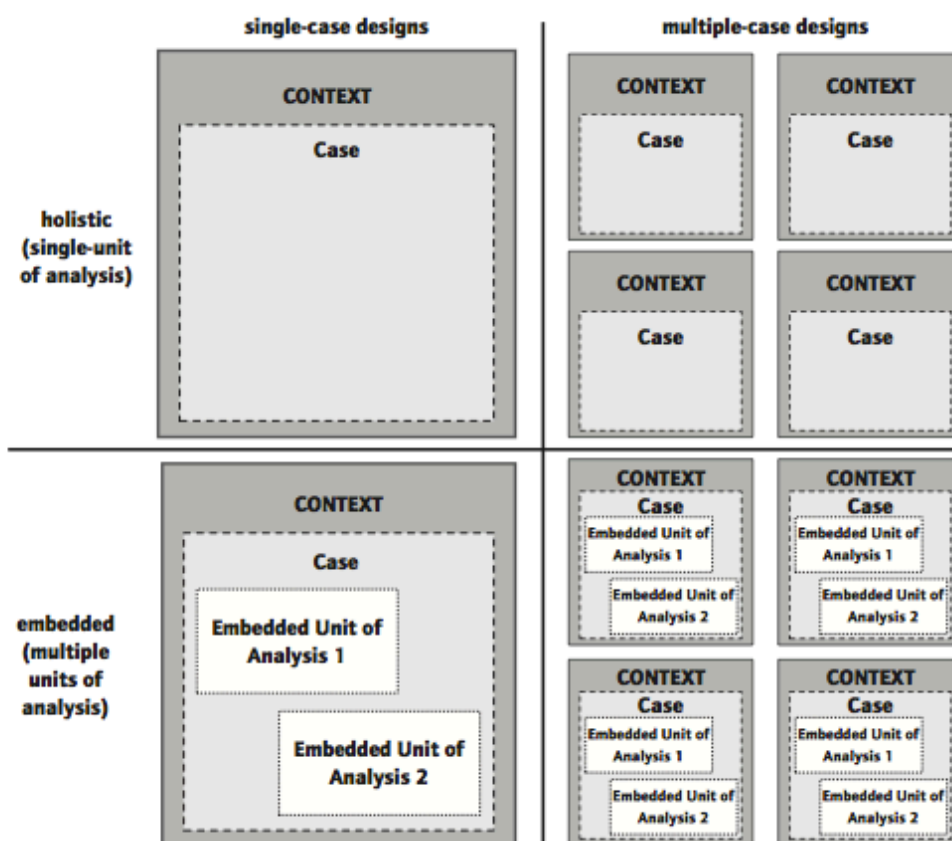 single-case designs
multiple-case designs
CONTEXT
Case
holistic
(single-unit
of analysis)
CONTEXT
Case
CONTEXT
Case
CONTEXT
Case
CONTEXT
Case
embedded
(multiple
units of
analysis)
CONTEXT
Case
Embedded Unit of
Analysis 1
Embedded Unit of
Analysis 2
CONTEXT
Case
Embedded Unit of
Analysis 1
Embedded Unit of
Analysis 2
CONTEXT
Case
Embedded Unit of
Analysis 1
Embedded Unit of
Analysis 2
CONTEXT
Case
Embedded Unit of
Analysis 1
Embedded Unit of
Analysis 2
CONTEXT
Case
Embedded Unit of
Analysis 1
Embedded Unit of
Analysis 2